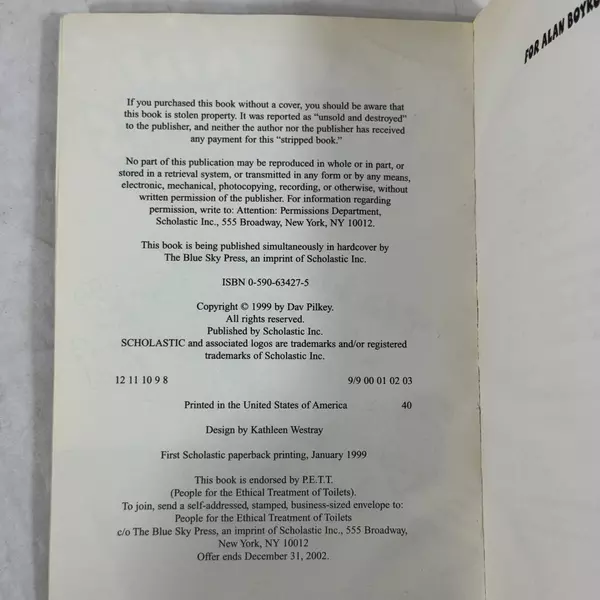 If you purchased this book without a cover, you should be aware that
this book is stolen property. It was reported as “unsold and destroyed”
to the publisher, and neither the author nor the publisher has received
any payment for this “stripped book.”
No part of this publication may be reproduced in whole or in part, or
stored in a retrieval system, or transmitted in any form or by any means,
electronic, mechanical, photocopying, recording, or otherwise, without
written permission of the publisher. For information regarding
permission, write to: Attention: Permissions Department,
Scholastic Inc., 555 Broadway, New York, NY 10012.
This book is being published simultaneously in hardcover by
The Blue Sky Press, an imprint of Scholastic Inc.
ISBN 0-590-63427-5
Copyright © 1999 by Dav Pilkey.
All rights reserved.
Published by Scholastic Inc.
SCHOLASTIC and associated logos are trademarks and/or registered
trademarks of Scholastic Inc.
12 11 10 9 8 9/9 00 01 02 03
Printed in the United States of America 40
Design by Kathleen Westray
First Scholastic paperback printing, January 1999
This book is endorsed by P.E.T.T.
(People for the Ethical Treatment of Toilets).
To join, send a self-addressed, stamped, business-sized envelope to:
People for the Ethical Treatment of Toilets
c/o The Blue Sky Press, an imprint of Scholastic Inc., 555 Broadway,
New York, NY 10012
Offer ends December 31, 2002.
FOR ALAN